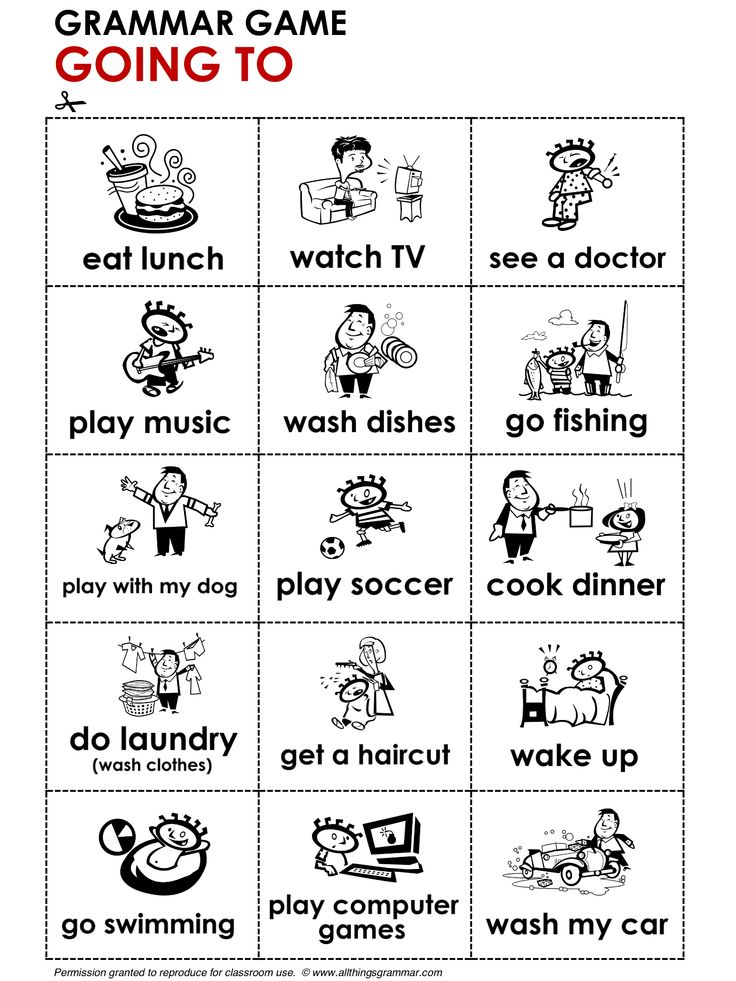 GRAMMAR GAME
GOING TO
eat lunch
watch TV
see a doctor
play music
wash dishes
go fishing
play with my dog
play soccer
cook dinner
do laundry
(wash clothes)
get a haircut
wake up
go swimming
play computer
games
wash my car
Permission granted to reproduce for classroom use. © www.allthingsgrammar.com